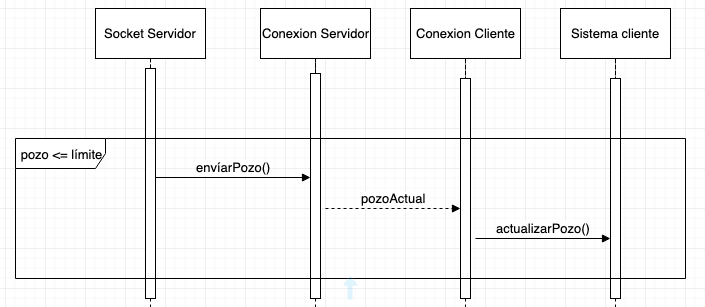 Socket Servidor
Conexion Servidor
Conexion Cliente
Sistema cliente
pozo <= límite
envíarPozo()
pozoActual
actualizarPozo()